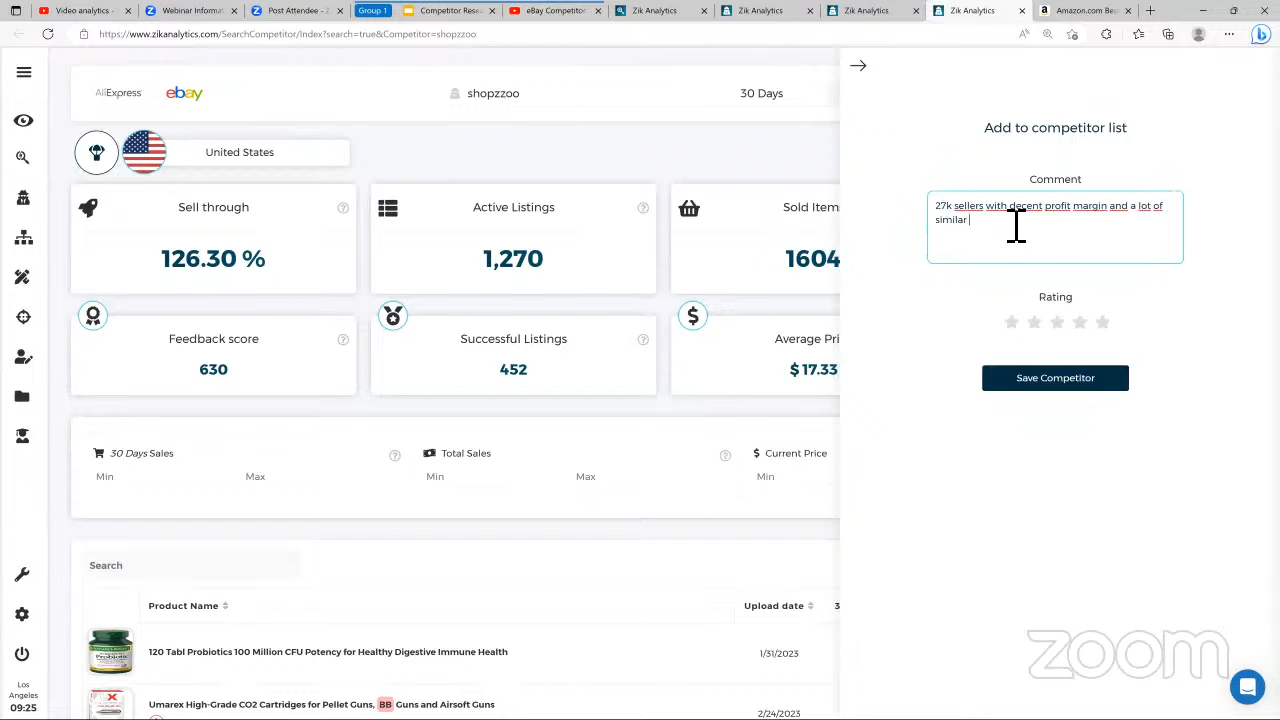 Video analytics -
Webinar Informat
Post Attendee - Z
Group 1
Competitor Resea
eBay Competitor
Zik Analytics
Zik Analytics
Zik Analytics
Zik Analytics
Amazon.com
https://www.zikanalytics.com/SearchCompetitor/Index?search=true&Competitor=shopzzoo
AliExpress
ebay
shopzzoo
30 Days
United States
Sell through
126.30 %
Active Listings
1,270
Sold Item
1604
Feedback score
630
Successful Listings
452
Average Pri
$ 17.33
30 Days Sales
Min
Max
Total Sales
Min
Max
Current Price
Min
Search
Product Name
Upload date
3
120 Tabl Probiotics 100 Million CFU Potency for Healthy Digestive Immune Health
1/31/2023
Umarex High-Grade CO2 Cartridges for Pellet Guns, BB Guns and Airsoft Guns
2/24/2023
Los
Angeles
09:25
Add to competitor list
Comment
27k sellers with decent profit margin and a lot of
similar
Rating
Save Competitor
zoom